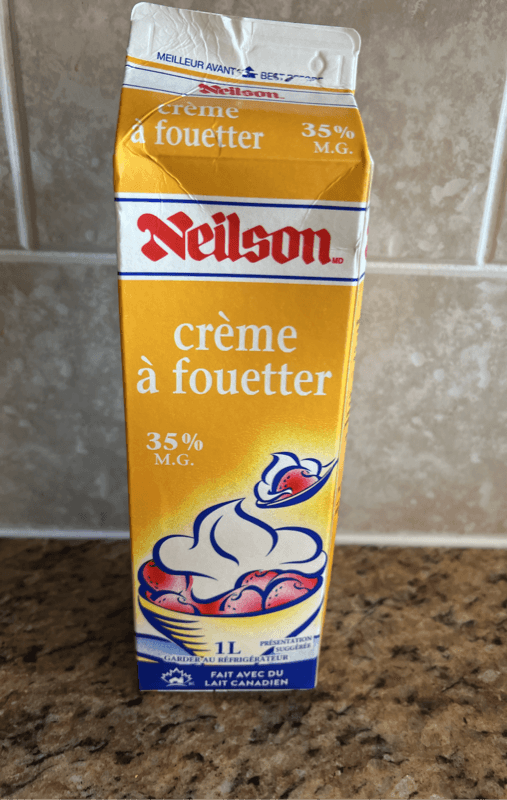 MEILLEUR AVANT BEST
Neilson
crème
à fouetter
35%
M.G.
Neilson MD
crème
à fouetter
35%
M.G.
1L
PRÉSENTATION
SUGGÉRÉE
GARDER AU RÉFRIGÉRATEUR
FAIT AVEC DU
LAIT CANADIEN